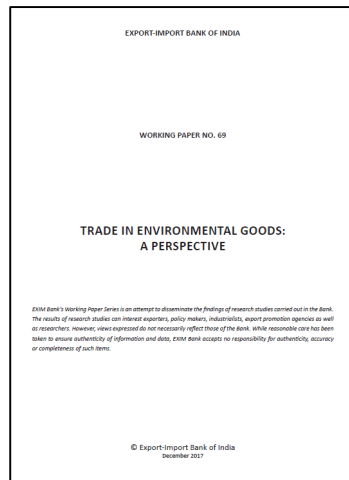 EXPORT-IMPORT BANK OF INDIA
WORKING PAPER NO. 69
TRADE IN ENVIRONMENTAL GOODS:
A PERSPECTIVE
EXIM Bank's Working Paper Series is an attempt to disseminate the findings of research studies carried out in the Bank.
The results of research studies can interest exporters, policy makers, industrialists, export promotion agencies as well
as researchers. However, views expressed do not necessarily reflect those of the Bank. While reasonable care has been
taken to ensure authenticity of information and data, EXIM Bank accepts no responsibility for authenticity, accuracy
or completeness of such items.
© Export-Import Bank of India
December 2017